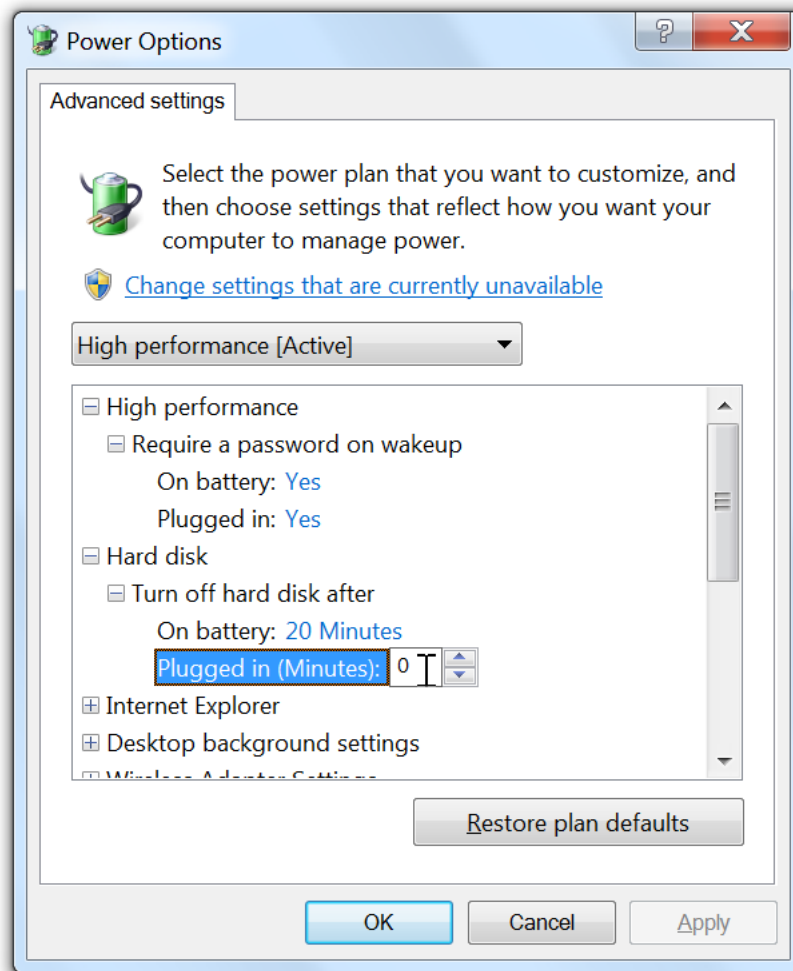 Power Options
Advanced settings
Select the power plan that you want to customize, and
then choose settings that reflect how you want your
computer to manage power.
Change settings that are currently unavailable
High performance [Active]
High performance
Require a password on wakeup
On battery: Yes
Plugged in: Yes
Hard disk
Turn off hard disk after
On battery: 20 Minutes
Plugged in (Minutes): 0
Internet Explorer
Desktop background settings
Wireless Adapter Settings
Restore plan defaults
OK Cancel Apply